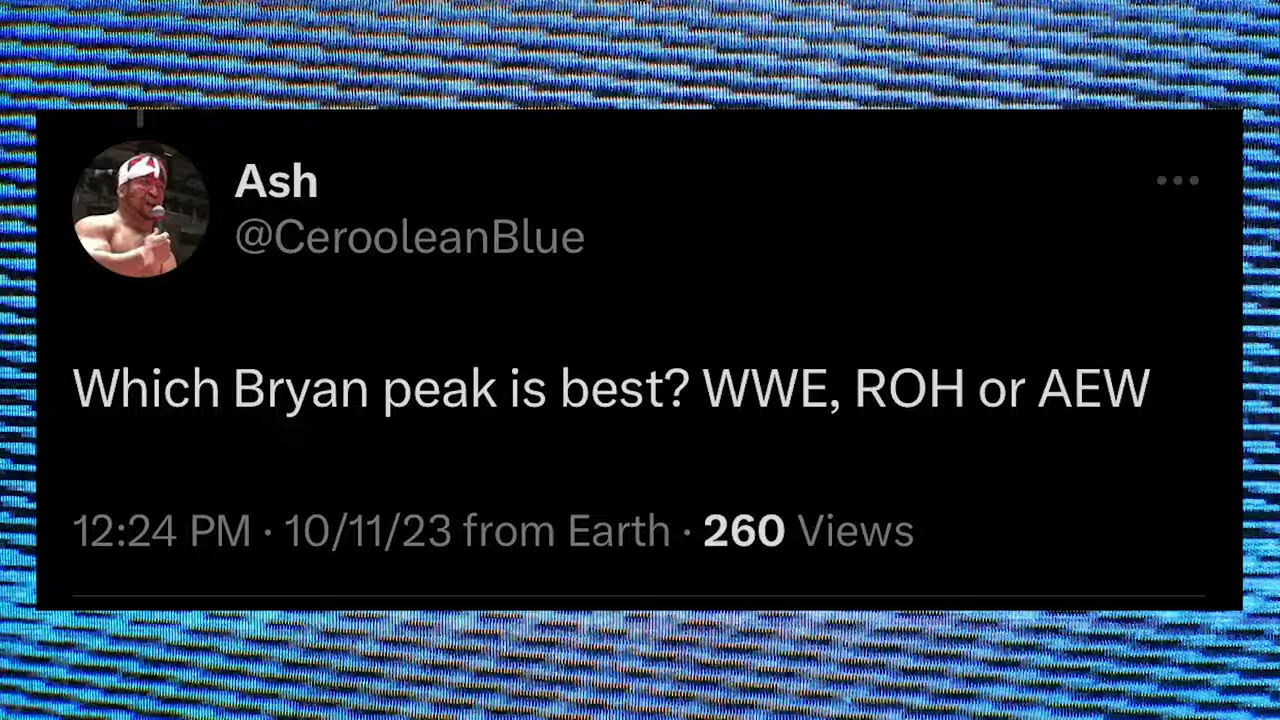 Ash
@CerooleanBlue
Which Bryan peak is best? WWE, ROH or AEW
12:24 PM · 10/11/23 from Earth · 260 Views